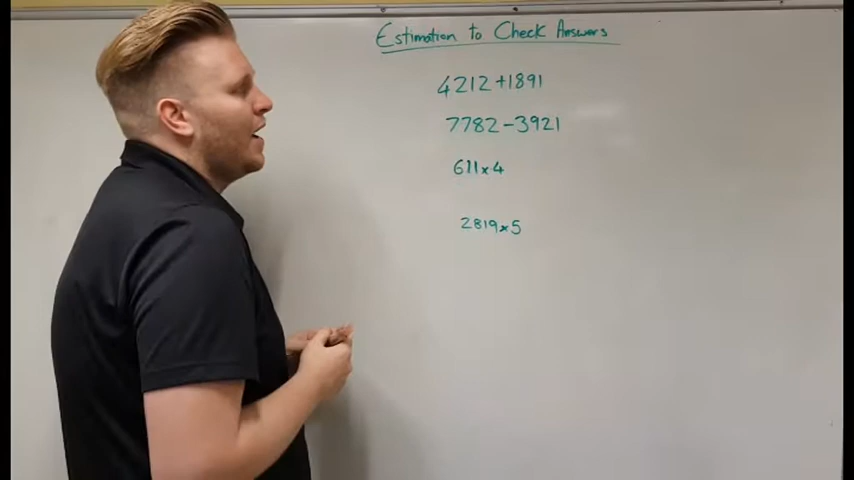 Estimation to Check Answers
4212+1891
7782-3921
611×4
2819×5